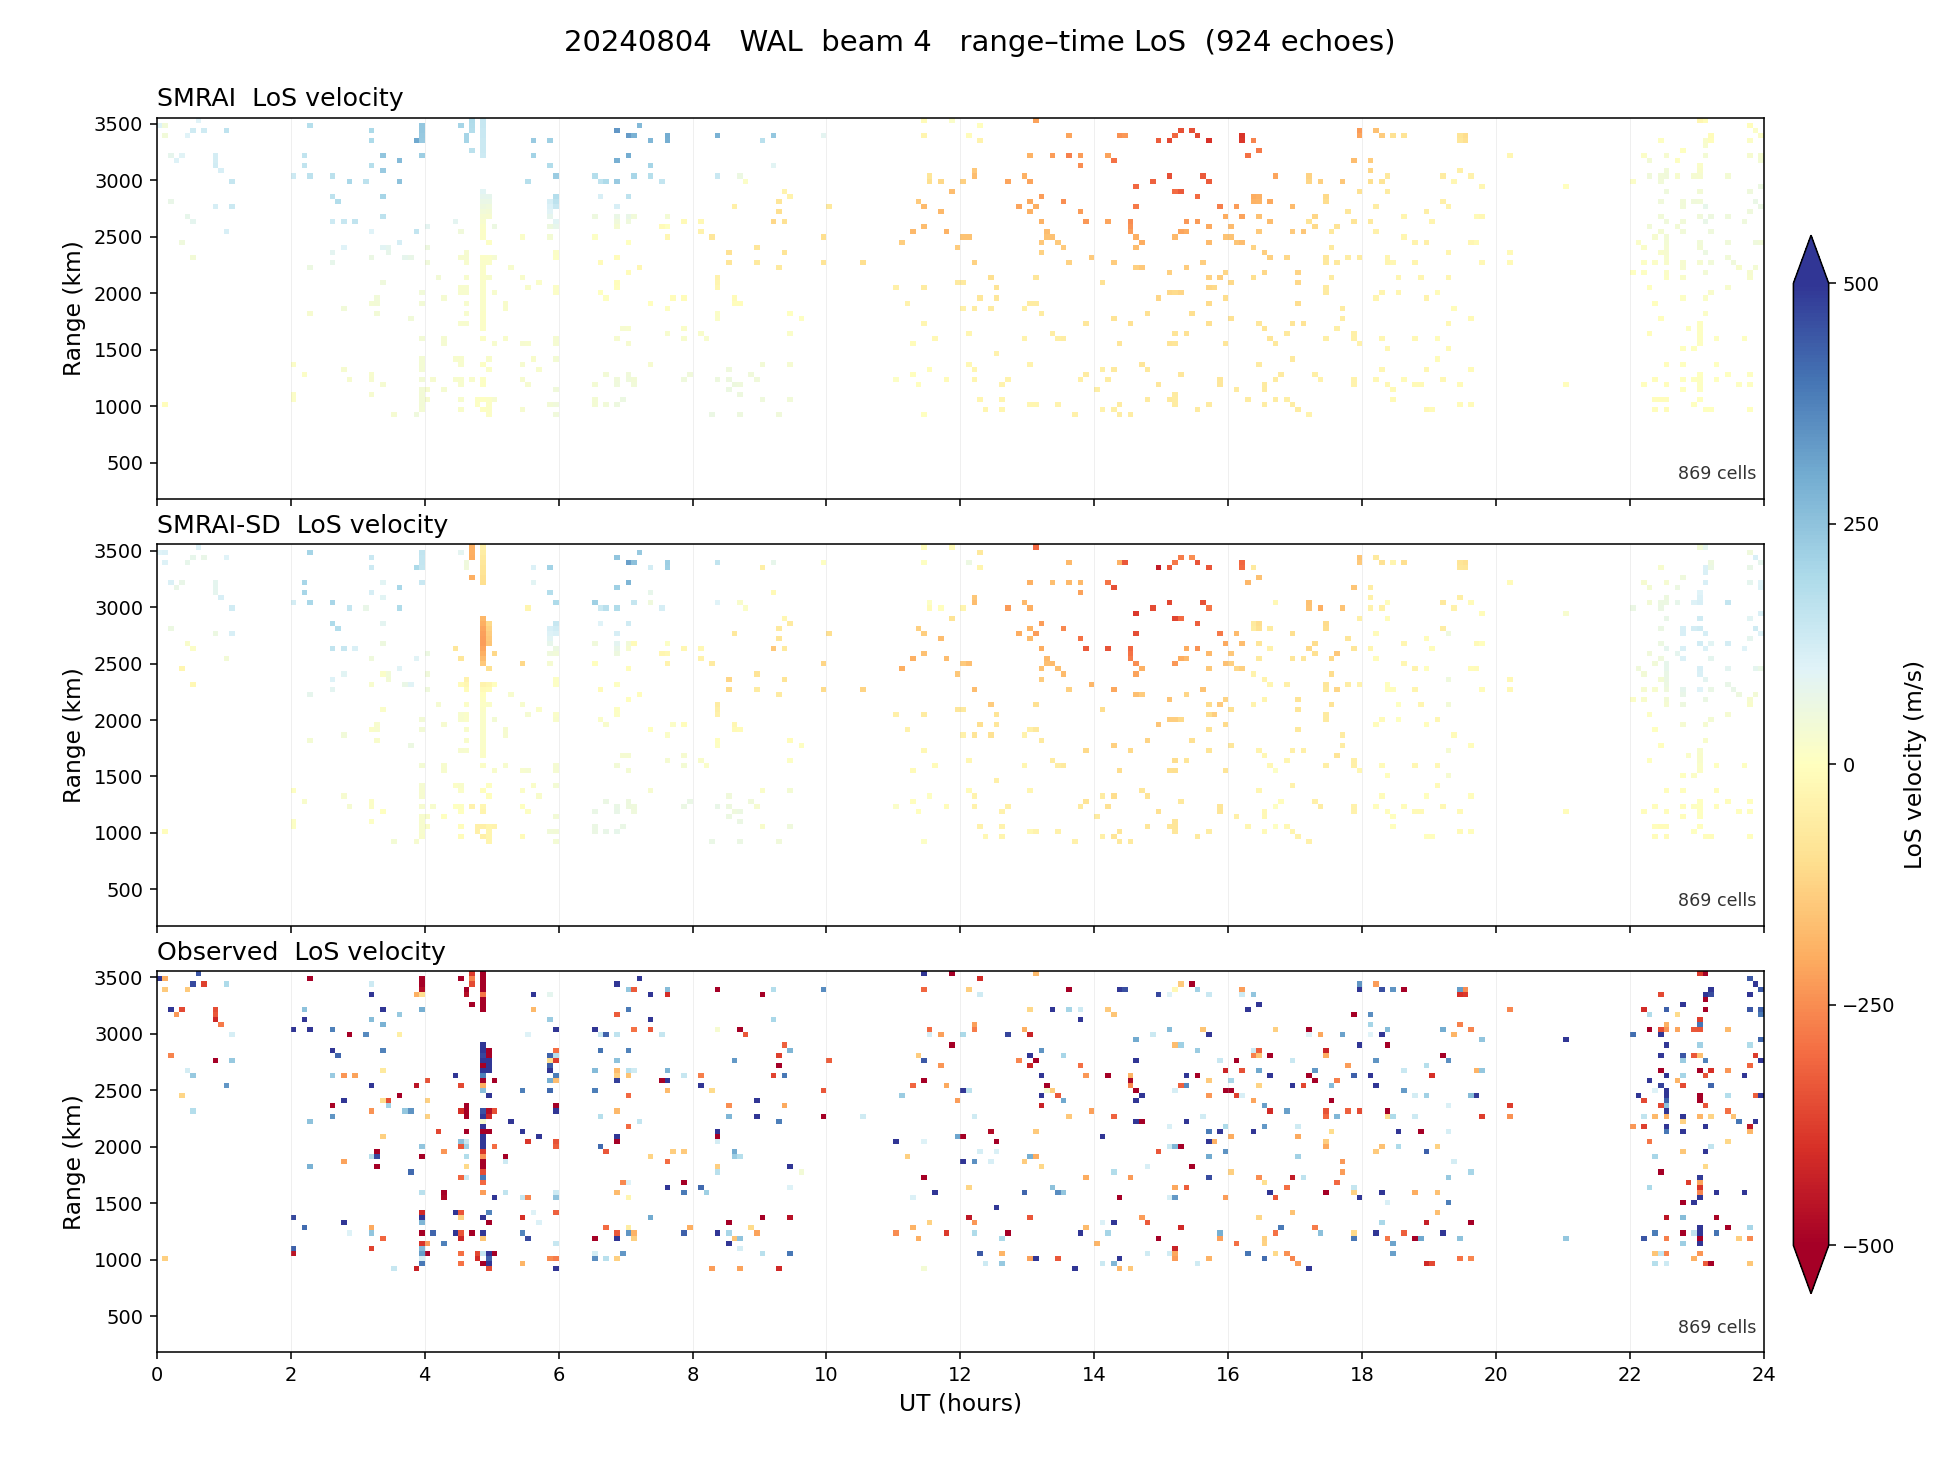 20240804 WAL beam 4 range–time LoS (924 echoes)
SMRAI LoS velocity
3500
3000
2500
2000
1500
1000
500
Range (km)
869 cells
SMRAI-SD LoS velocity
3500
3000
2500
2000
1500
1000
500
Range (km)
869 cells
Observed LoS velocity
3500
3000
2500
2000
1500
1000
500
Range (km)
869 cells
0 2 4 6 8 10 12 14 16 18 20 22 24
UT (hours)
500
250
0
−250
−500
LoS velocity (m/s)